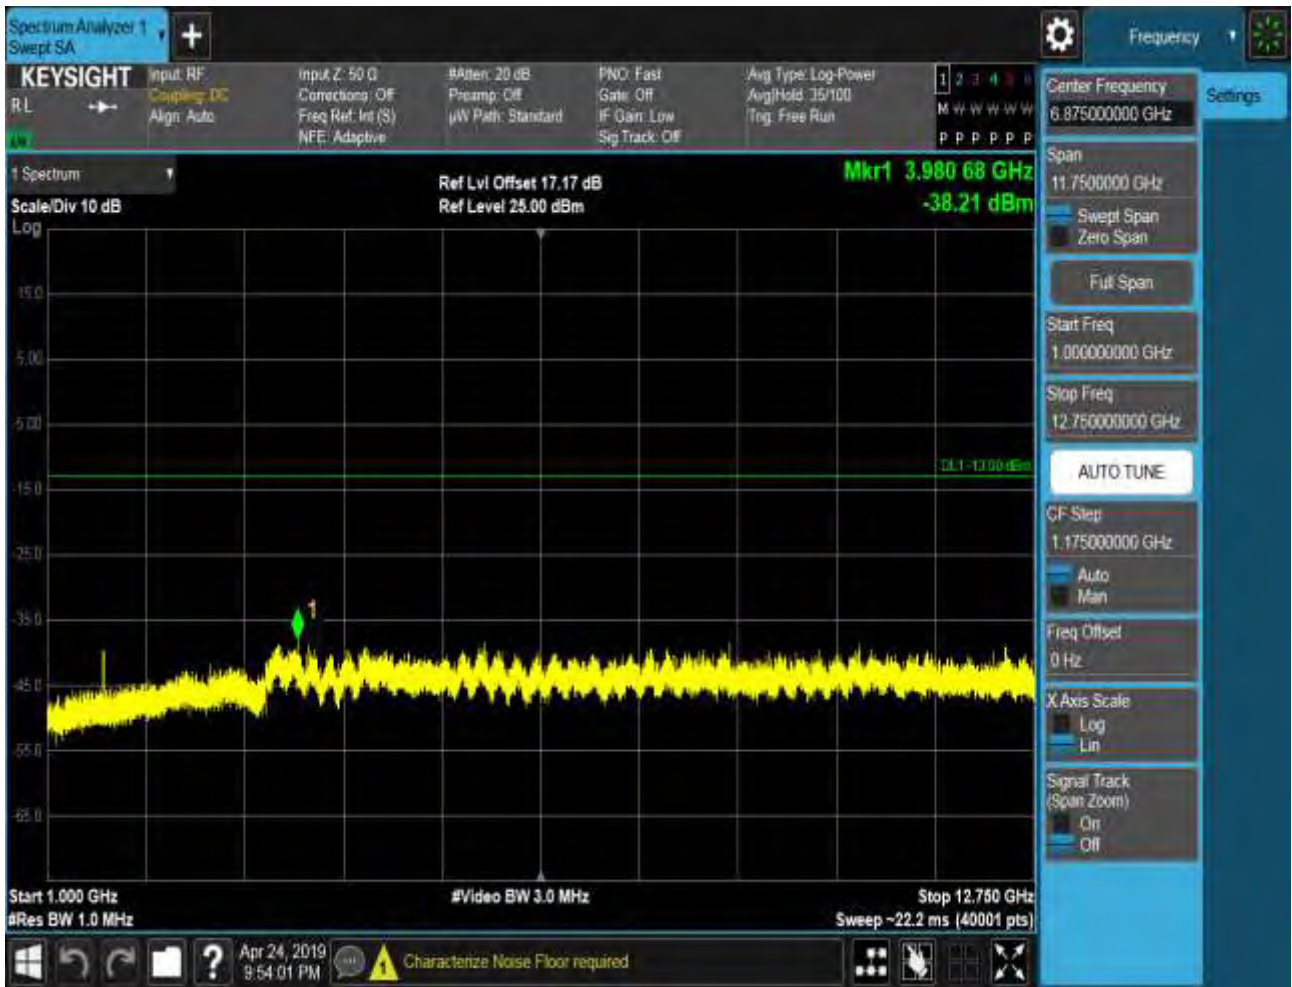 Spectrum Analyzer 1
Swept SA
Frequency
KEYSIGHT
RL
Input: RF
Coupling: DC
Align: Auto
Input Z: 50 Ω
Corrections: Off
Freq Ref: Int (S)
NFE: Adaptive
#Atten: 20 dB
Preamp: Off
µW Path: Standard
PNO: Fast
Gate: Off
IF Gain: Low
Sig Track: Off
Avg Type: Log-Power
Avg|Hold: 35/100
Trig: Free Run
1 2 3 4 5 6
M W W W W W
P P P P P P
1 Spectrum
Scale/Div 10 dB
Log
Ref Lvl Offset 17.17 dB
Ref Level 25.00 dBm
Mkr1 3.980 68 GHz
-38.21 dBm
15.0
5.00
-5.00
DL1 -13.00 dBm
-15.0
-25.0
1
-35.0
-45.0
-55.0
-65.0
Start 1.000 GHz
#Res BW 1.0 MHz
#Video BW 3.0 MHz
Stop 12.750 GHz
Sweep ~22.2 ms (40001 pts)
Center Frequency
6.875000000 GHz
Settings
Span
11.7500000 GHz
Swept Span
Zero Span
Full Span
Start Freq
1.000000000 GHz
Stop Freq
12.750000000 GHz
AUTO TUNE
CF Step
1.175000000 GHz
Auto
Man
Freq Offset
0 Hz
X Axis Scale
Log
Lin
Signal Track
(Span Zoom)
On
Off
?
Apr 24, 2019
9:54:01 PM
1
Characterize Noise Floor required